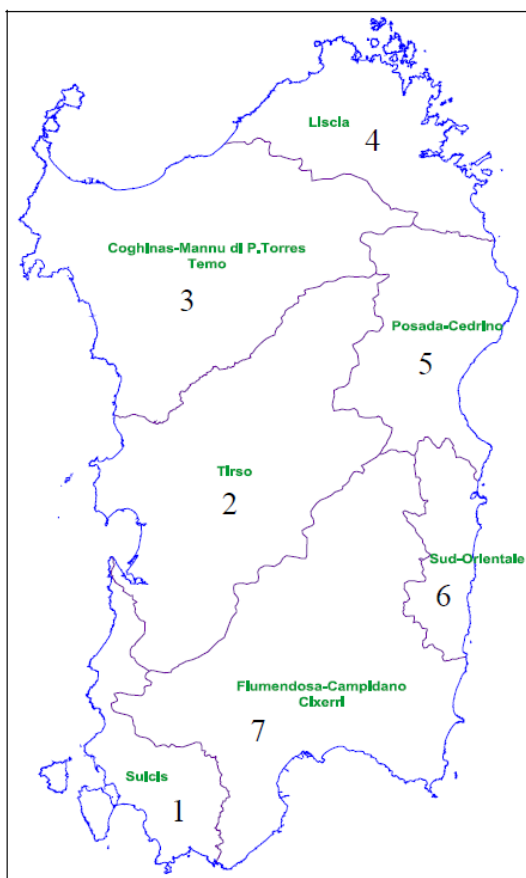 Liscia
4
Coghinas-Mannu di P.Torres
Temo
3
Posada-Cedrino
5
Tirso
2
Sud-Orientale
6
Flumendosa-Campidano
Cixerri
7
Sulcis
1